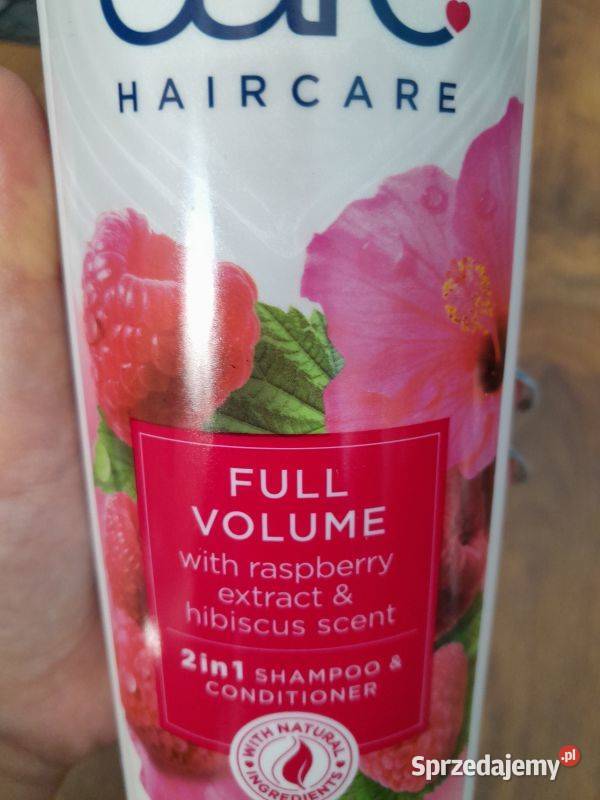 HAIRCARE
FULL
VOLUME
with raspberry
extract &
hibiscus scent
2in1 SHAMPOO &
CONDITIONER
WITH NATURAL
INGREDIENTS
Sprzedajemy.pl